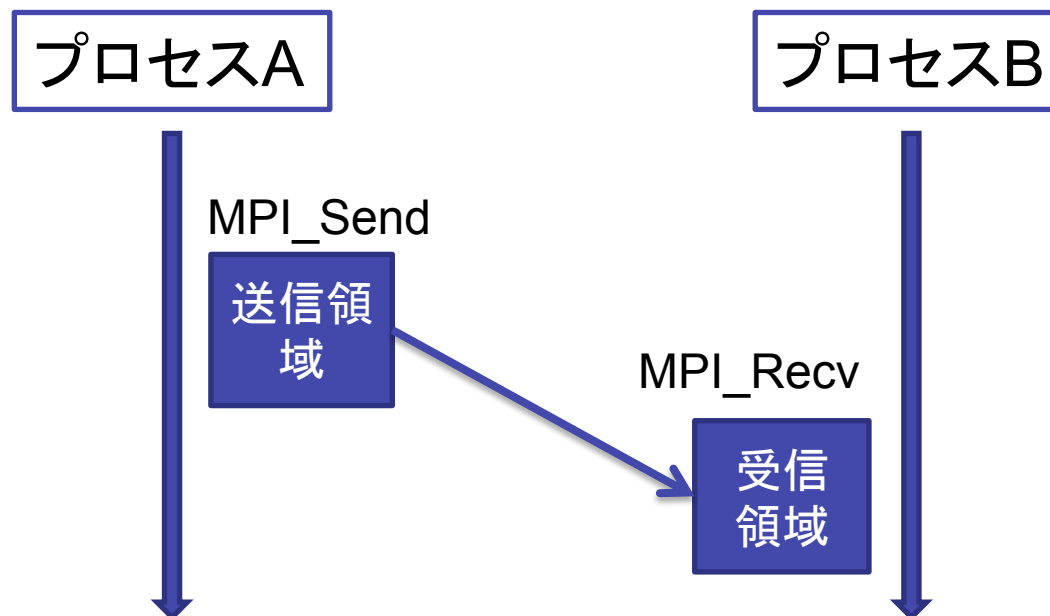 プロセスA
プロセスB
MPI_Send
送信領
域
MPI_Recv
受信
領域